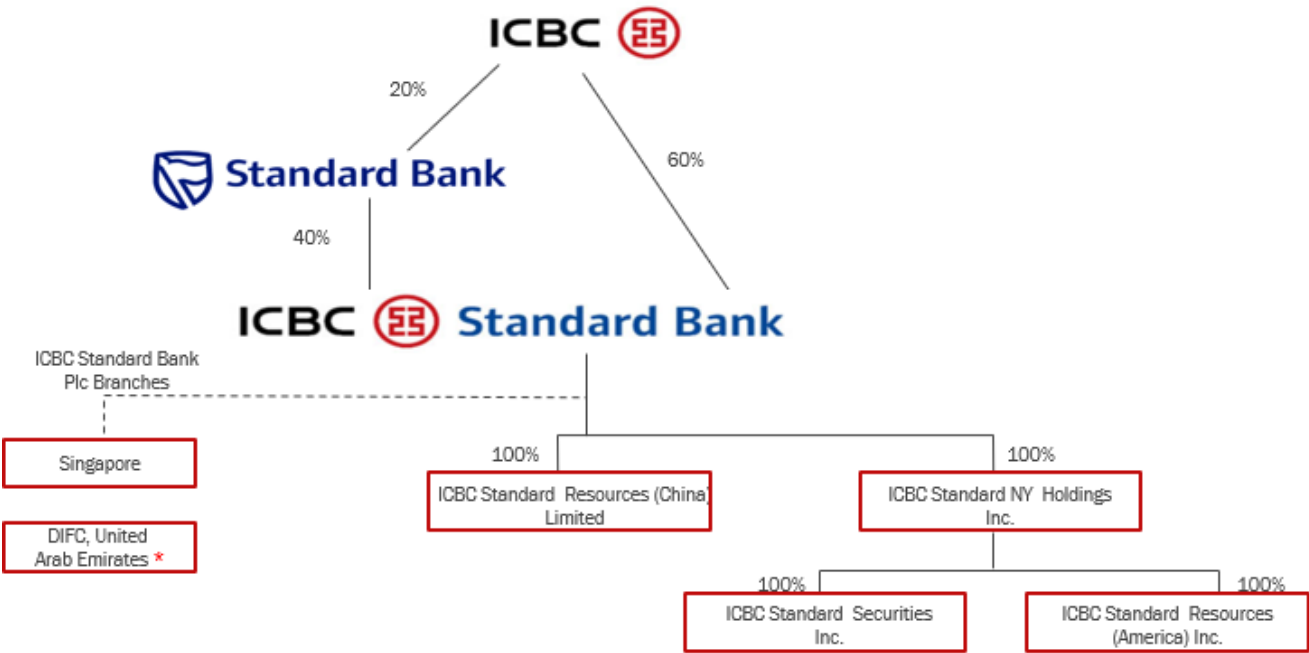 ICBC
20%
Standard Bank
60%
40%
ICBC Standard Bank
ICBC Standard Bank
Plc Branches
Singapore
DIFC, United
Arab Emirates *
100%
ICBC Standard Resources (China)
Limited
100%
ICBC Standard NY Holdings
Inc.
100%
ICBC Standard Securities
Inc.
100%
ICBC Standard Resources
(America) Inc.